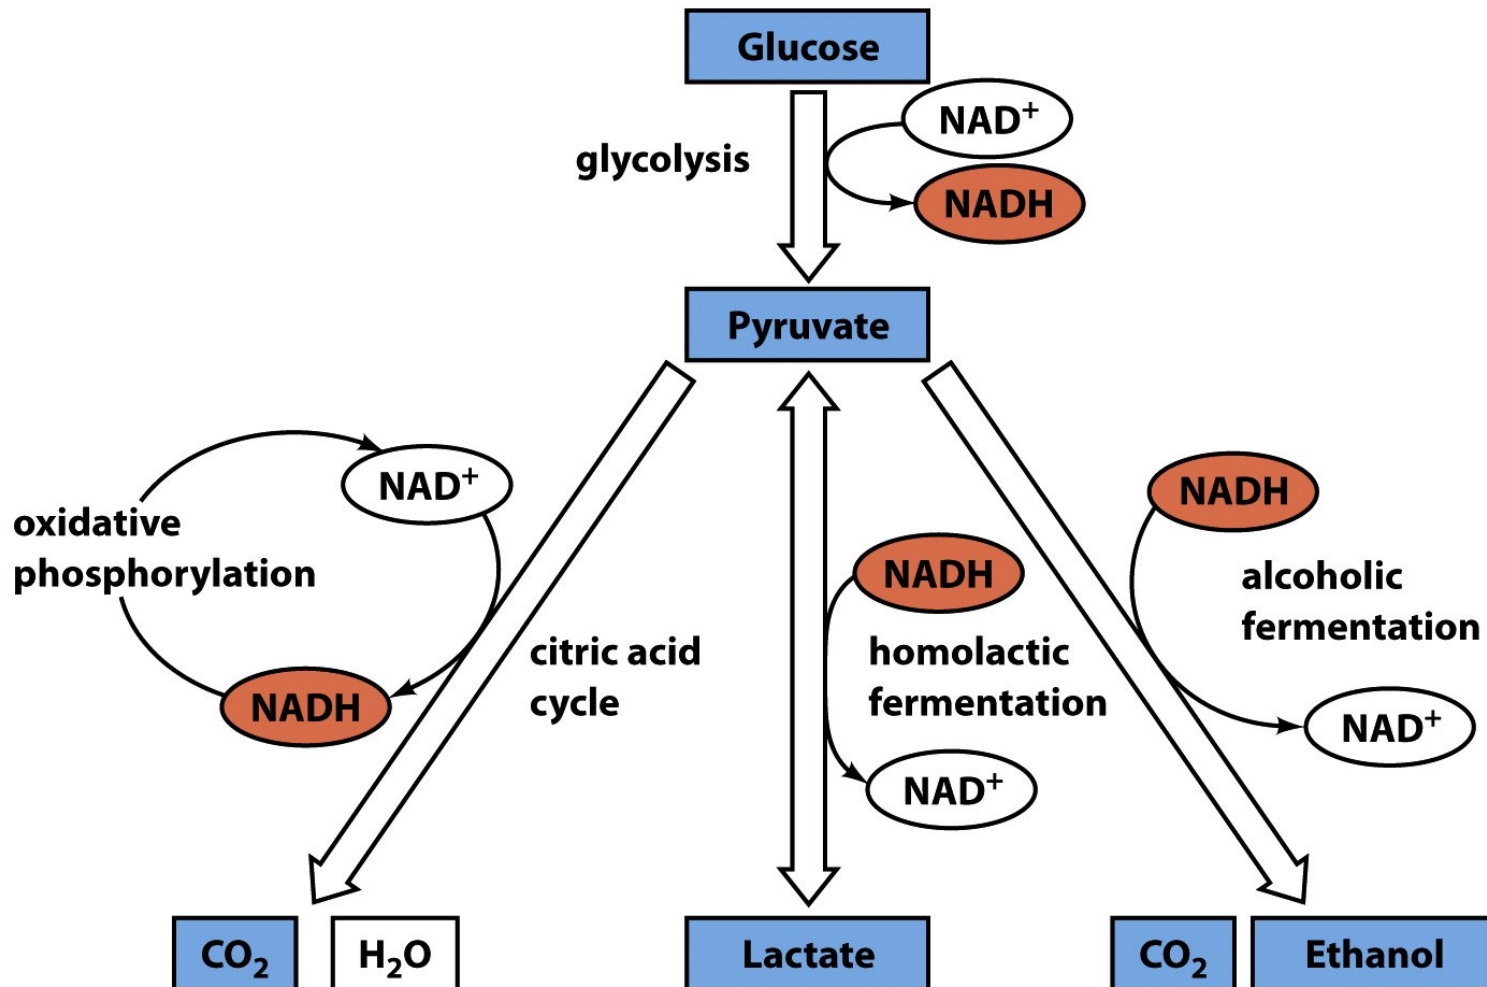 Glucose
NAD⁺
glycolysis
NADH
Pyruvate
NAD⁺
NADH
oxidative
phosphorylation
NADH
alcoholic
fermentation
citric acid
cycle
homolactic
fermentation
NADH
NAD⁺
NAD⁺
CO₂
H₂O
Lactate
CO₂
Ethanol